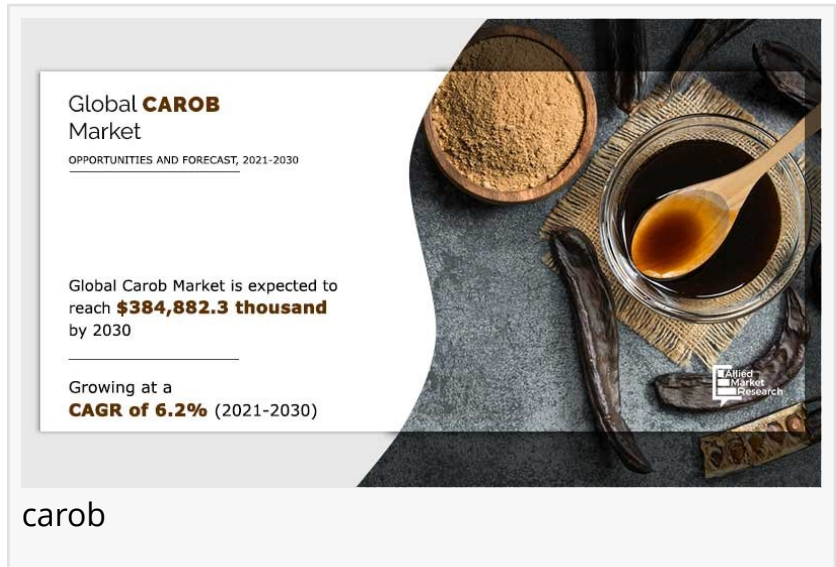 Global CAROB
Market
OPPORTUNITIES AND FORECAST, 2021-2030
Global Carob Market is expected to
reach $384,882.3 thousand
by 2030
Growing at a
CAGR of 6.2% (2021-2030)
Allied
Market
Research
carob